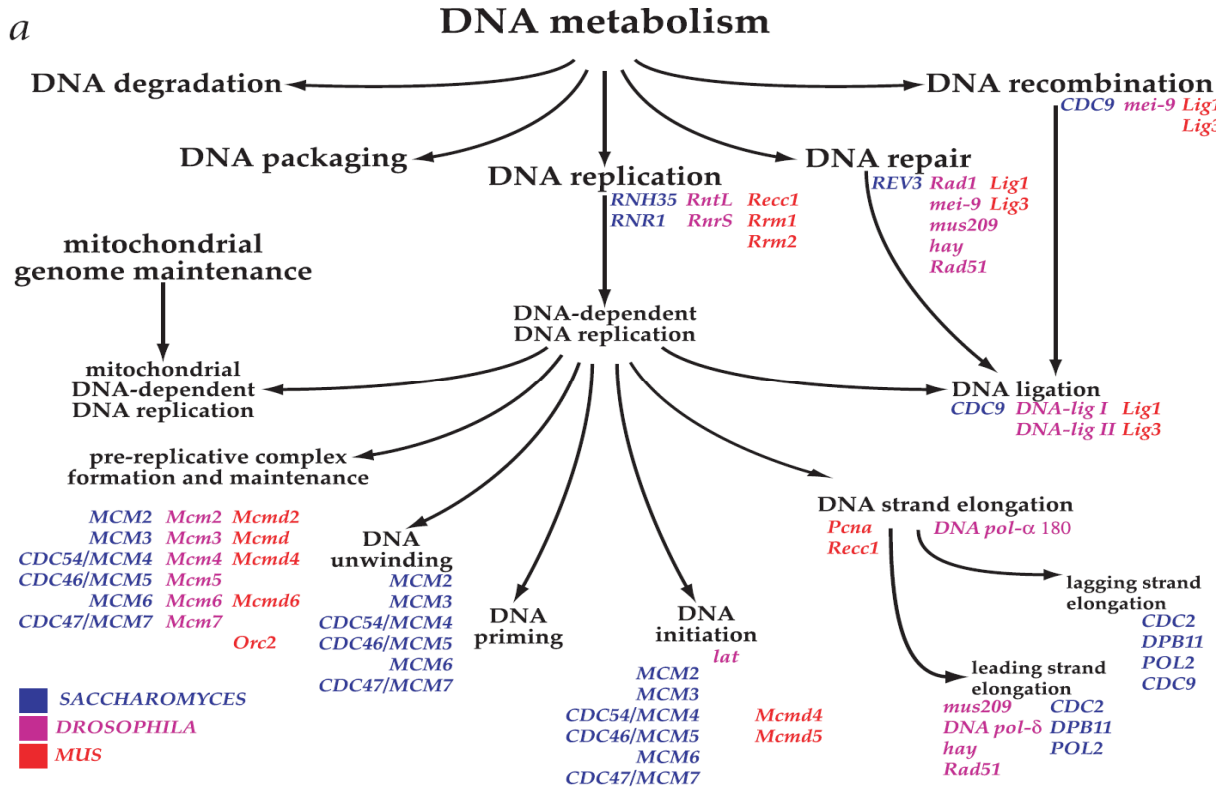 a
DNA metabolism
DNA degradation
DNA recombination
CDC9 mei-9 Lig1
Lig3
DNA packaging
DNA repair
REV3 Rad1 Lig1
mei-9 Lig3
mus209
hay
Rad51
DNA replication
RNH35 RntL Recc1
RNR1 RnrS Rrm1
Rrm2
mitochondrial
genome maintenance
DNA-dependent
DNA replication
mitochondrial
DNA-dependent
DNA replication
DNA ligation
CDC9 DNA-lig I Lig1
DNA-lig II Lig3
pre-replicative complex
formation and maintenance
MCM2 Mcm2 Mcmd2
MCM3 Mcm3 Mcmd
CDC54/MCM4 Mcm4 Mcmd4
CDC46/MCM5 Mcm5
MCM6 Mcm6 Mcmd6
CDC47/MCM7 Mcm7
Orc2
DNA
unwinding
MCM2
MCM3
CDC54/MCM4
CDC46/MCM5
MCM6
CDC47/MCM7
DNA
priming
DNA
initiation
lat
MCM2
MCM3
CDC54/MCM4 Mcmd4
CDC46/MCM5 Mcmd5
MCM6
CDC47/MCM7
DNA strand elongation
Pcna DNA pol-α 180
Recc1
lagging strand
elongation
CDC2
DPB11
POL2
CDC9
leading strand
elongation
mus209 CDC2
DNA pol-δ DPB11
hay POL2
Rad51
SACCHAROMYCES
DROSOPHILA
MUS